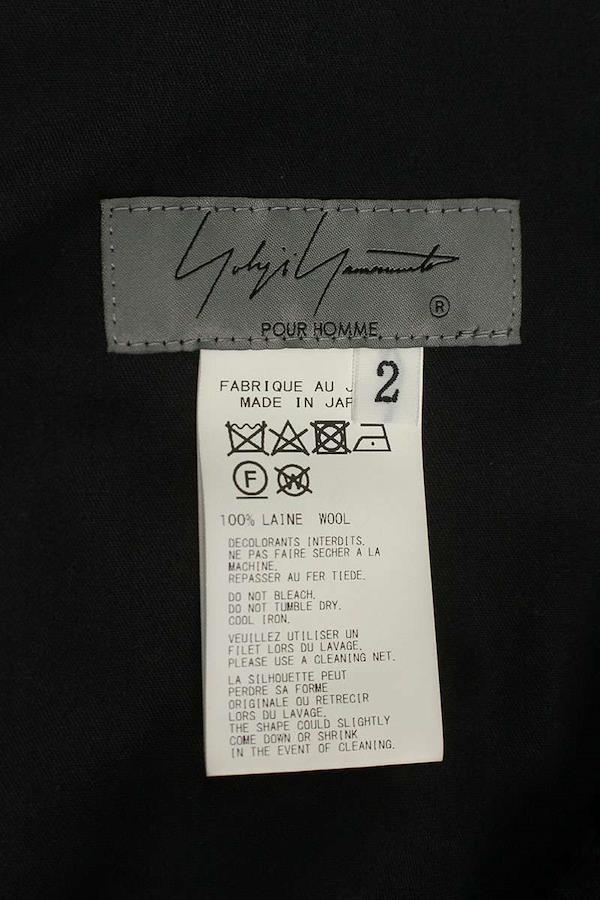 Yohji Yamamoto
®
POUR HOMME
2
FABRIQUE AU J
MADE IN JAP
F
100% LAINE WOOL
DECOLORANTS INTERDITS.
NE PAS FAIRE SECHER A LA
MACHINE.
REPASSER AU FER TIEDE.
DO NOT BLEACH.
DO NOT TUMBLE DRY.
COOL IRON.
VEUILLEZ UTILISER UN
FILET LORS DU LAVAGE.
PLEASE USE A CLEANING NET.
LA SILHOUETTE PEUT
PERDRE SA FORME
ORIGINALE OU RETRECIR
LORS DU LAVAGE.
THE SHAPE COULD SLIGHTLY
COME DOWN OR SHRINK
IN THE EVENT OF CLEANING.